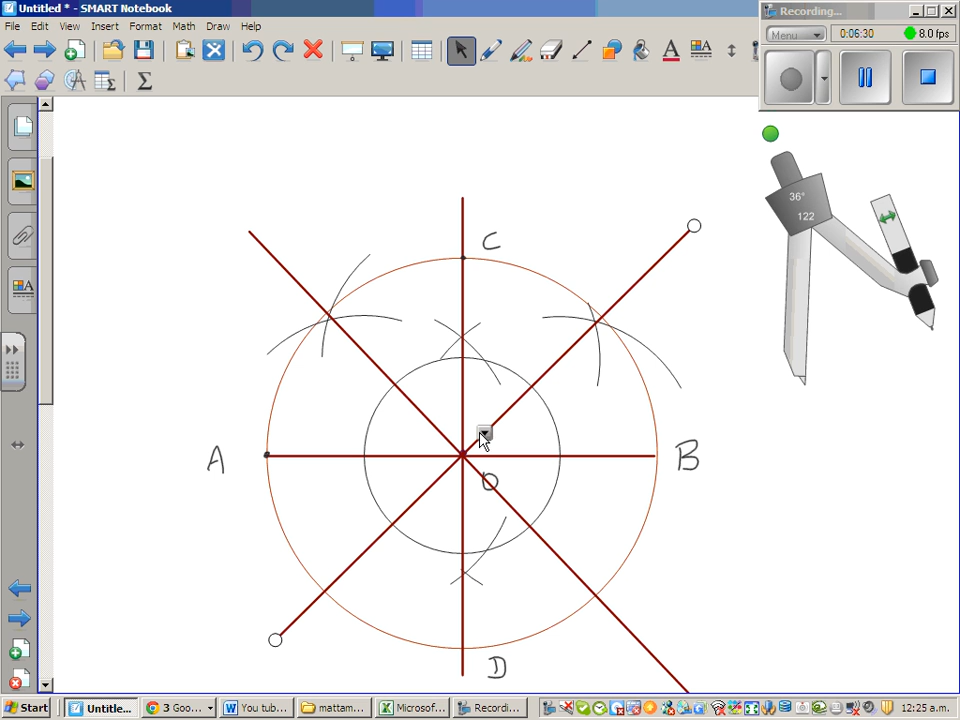 Untitled * - SMART Notebook
Recording...
File Edit View Insert Format Math Draw Help
Menu 0:06:30 8.0 fps
36°
122
C
A
B
O
D
Start Untitle... 3 Goo... You tub... mattam... Microsof... Recordi... 12:25 a.m.